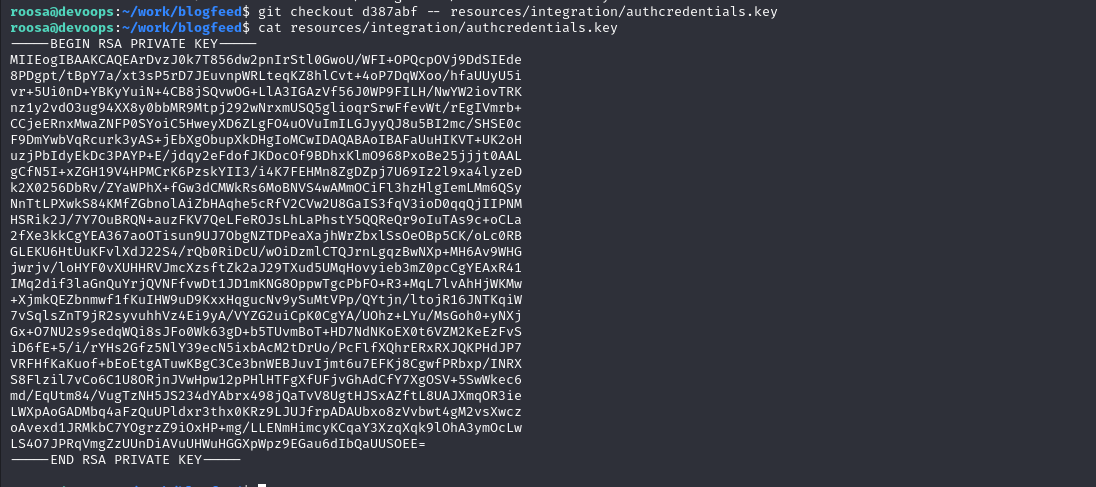 roosa@devoops:~/work/blogfeed$ git checkout d387abf -- resources/integration/authcredentials.key
roosa@devoops:~/work/blogfeed$ cat resources/integration/authcredentials.key
-----BEGIN RSA PRIVATE KEY-----
MIIEogIBAAKCAQEArDvzJ0k7T856dw2pnIrStl0GwoU/WFI+OPQcpOVj9DdSIEde
8PDgpt/tBpY7a/xt3sP5rD7JEuvnpWRLteqKZ8hlCvt+4oP7DqWXoo/hfaUUyU5i
vr+5Ui0nD+YBKyYuiN+4CB8jSQvwOG+LlA3IGAzVf56J0WP9FILH/NwYW2iovTRK
nz1y2vdO3ug94XX8y0bbMR9Mtpj292wNrxmUSQ5glioqrSrwFfevWt/rEgIVmrb+
CCjeERnxMwaZNFP0SYoiC5HweyXD6ZLgFO4uOVuImILGJyyQJ8u5BI2mc/SHSE0c
F9DmYwbVqRcurk3yAS+jEbXgObupXkDHgIoMCwIDAQABAoIBAFaUuHIKVT+UK2oH
uzjPbIdyEkDc3PAYP+E/jdqy2eFdofJKDocOf9BDhxKlmO968PxoBe25jjjt0AAL
gCfN5I+xZGH19V4HPMCrK6PzskYII3/i4K7FEHMn8ZgDZpj7U69Iz2l9xa4lyzeD
k2X0256DbRv/ZYaWPhX+fGw3dCMWkRs6MoBNVS4wAMmOCiFl3hzHlgIemLMm6QSy
NnTtLPXwkS84KMfZGbnolAiZbHAqhe5cRfV2CVw2U8GaIS3fqV3ioD0qqQjIIPNM
HSRik2J/7Y7OuBRQN+auzFKV7QeLFeROJsLhLaPhstY5QQReQr9oIuTAs9c+oCLa
2fXe3kkCgYEA367aoOTisun9UJ7ObgNZTDPeaXajhWrZbxlSsOeOBp5CK/oLc0RB
GLEKU6HtUuKFvlXdJ22S4/rQb0RiDcU/wOiDzmlCTQJrnLgqzBwNXp+MH6Av9WHG
jwrjv/loHYF0vXUHHRVJmcXzsftZk2aJ29TXud5UMqHovyieb3mZ0pcCgYEAxR41
IMq2dif3laGnQuYrjQVNFfvwDt1JD1mKNG8OppwTgcPbFO+R3+MqL7lvAhHjWKMw
+XjmkQEZbnmwf1fKuIHW9uD9KxxHqgucNv9ySuMtVPp/QYtjn/ltojR16JNTKqiW
7vSqlsZnT9jR2syvuhhVz4Ei9yA/VYZG2uiCpK0CgYA/UOhz+LYu/MsGoh0+yNXj
Gx+O7NU2s9sedqWQi8sJFo0Wk63gD+b5TUvmBoT+HD7NdNKoEX0t6VZM2KeEzFvS
iD6fE+5/i/rYHs2Gfz5NlY39ecN5ixbAcM2tDrUo/PcFlfXQhrERxRXJQKPHdJP7
VRFHfKaKuof+bEoEtgATuwKBgC3Ce3bnWEBJuvIjmt6u7EFKj8CgwfPRbxp/INRX
S8Flzil7vCo6C1U8ORjnJVwHpw12pPHlHTFgXfUFjvGhAdCfY7XgOSV+5SwWkec6
md/EqUtm84/VugTzNH5JS234dYAbrx498jQaTvV8UgtHJSxAZftL8UAJXmqOR3ie
LWXpAoGADMbq4aFzQuUPldxr3thx0KRz9LJUJfrpADAUbxo8zVvbwt4gM2vsXwcz
oAvexd1JRMkbC7YOgrzZ9iOxHP+mg/LLENmHimcyKCqaY3XzqXqk9lOhA3ymOcLw
LS4O7JPRqVmgZzUUnDiAVuUHWuHGGXpWpz9EGau6dIbQaUUSOEE=
-----END RSA PRIVATE KEY-----